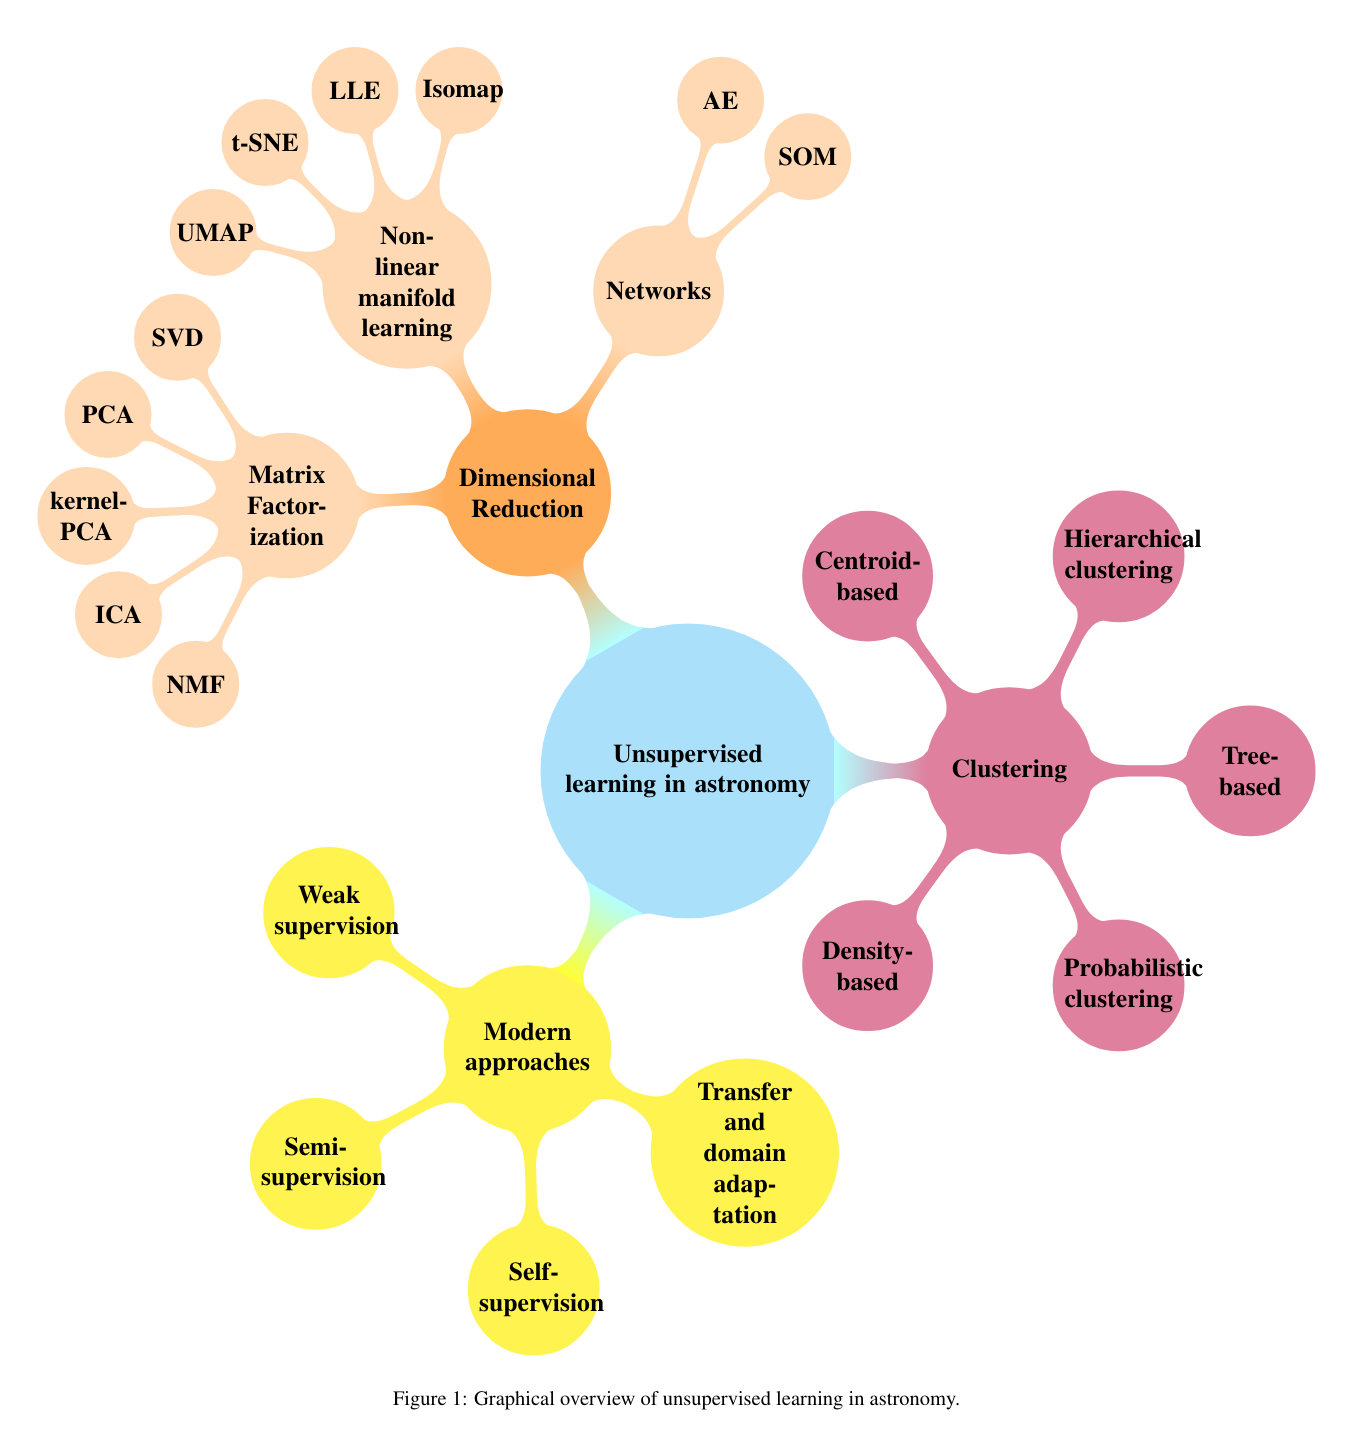 LLE
Isomap
AE
t-SNE
SOM
UMAP
Non-
linear
manifold
learning
Networks
SVD
PCA
Matrix
Factor-
ization
Dimensional
Reduction
kernel-
PCA
ICA
NMF
Centroid-
based
Hierarchical
clustering
Unsupervised
learning in astronomy
Clustering
Tree-
based
Weak
supervision
Density-
based
Probabilistic
clustering
Modern
approaches
Transfer
and
domain
adap-
tation
Semi-
supervision
Self-
supervision
Figure 1: Graphical overview of unsupervised learning in astronomy.